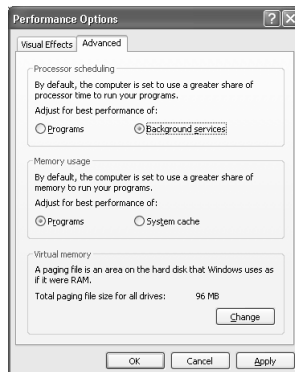 Performance Options
Visual Effects Advanced
Processor scheduling
By default, the computer is set to use a greater share of
processor time to run your programs.
Adjust for best performance of:
Programs Background services
Memory usage
By default, the computer is set to use a greater share of
memory to run your programs.
Adjust for best performance of:
Programs System cache
Virtual memory
A paging file is an area on the hard disk that Windows uses as
if it were RAM.
Total paging file size for all drives: 96 MB
Change
OK Cancel Apply